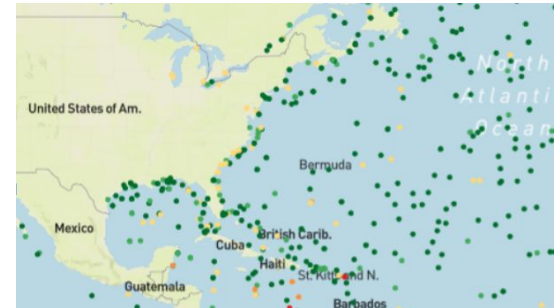 North
Atlanti
Ocean
United States of Am.
Bermuda
Mexico
British Carib.
Cuba
Haiti
St. Kitts and N.
Guatemala
Barbados